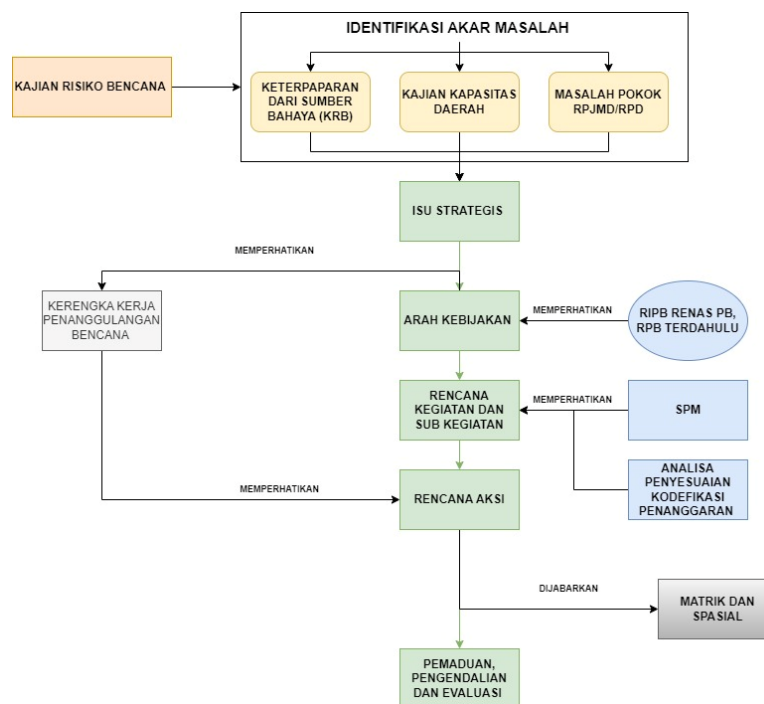 IDENTIFIKASI AKAR MASALAH
KAJIAN RISIKO BENCANA
KETERPAPARAN
DARI SUMBER
BAHAYA (KRB)
KAJIAN KAPASITAS
DAERAH
MASALAH POKOK
RPJMD/RPD
ISU STRATEGIS
MEMPERHATIKAN
KERENGKA KERJA
PENANGGULANGAN
BENCANA
ARAH KEBIJAKAN
MEMPERHATIKAN
RIPB RENAS PB,
RPB TERDAHULU
RENCANA
KEGIATAN DAN
SUB KEGIATAN
MEMPERHATIKAN
SPM
ANALISA
PENYESUAIAN
KODEFIKASI
PENANGGARAN
MEMPERHATIKAN
RENCANA AKSI
DIJABARKAN
MATRIK DAN
SPASIAL
PEMADUAN,
PENGENDALIAN
DAN EVALUASI